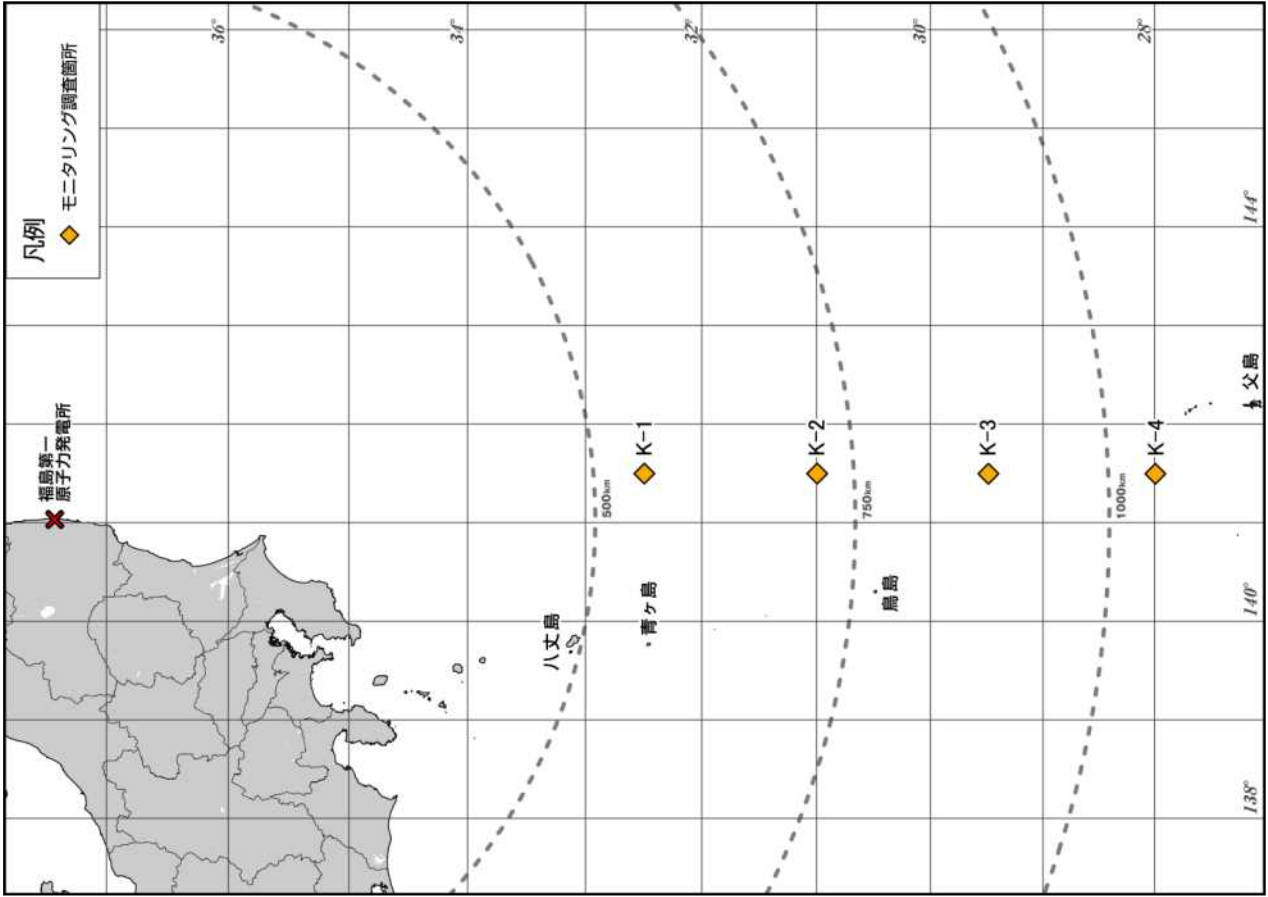 凡例
モニタリング調査箇所
福島第一
原子力発電所
36°
34°
32°
30°
28°
144°
140°
138°
500km
750km
1000km
八丈島
青ヶ島
鳥島
父島
K-1
K-2
K-3
K-4